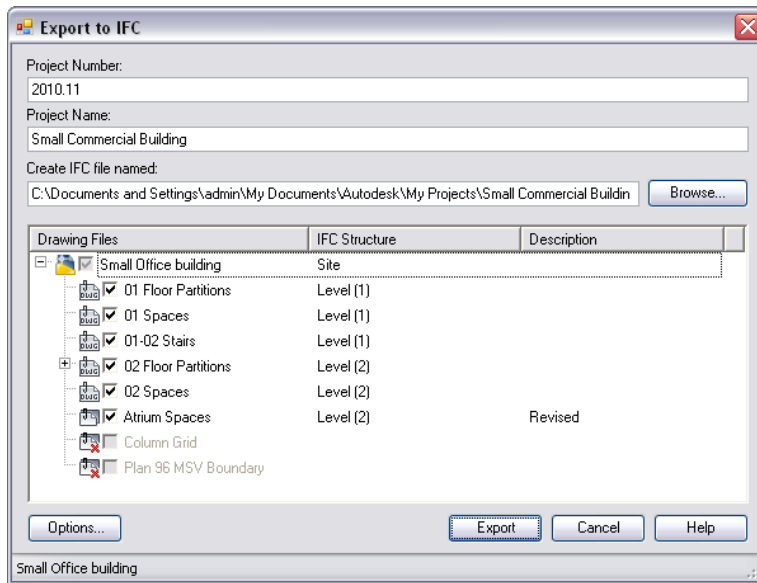 Export to IFC
Project Number:
2010.11
Project Name:
Small Commercial Building
Create IFC file named:
C:\Documents and Settings\admin\My Documents\Autodesk\My Projects\Small Commercial Buildin Browse...
Drawing Files IFC Structure Description
Small Office building Site
01 Floor Partitions Level (1)
01 Spaces Level (1)
01-02 Stairs Level (1)
02 Floor Partitions Level (2)
02 Spaces Level (2)
Atrium Spaces Level (2) Revised
Column Grid
Plan 96 MSV Boundary
Options... Export Cancel Help
Small Office building